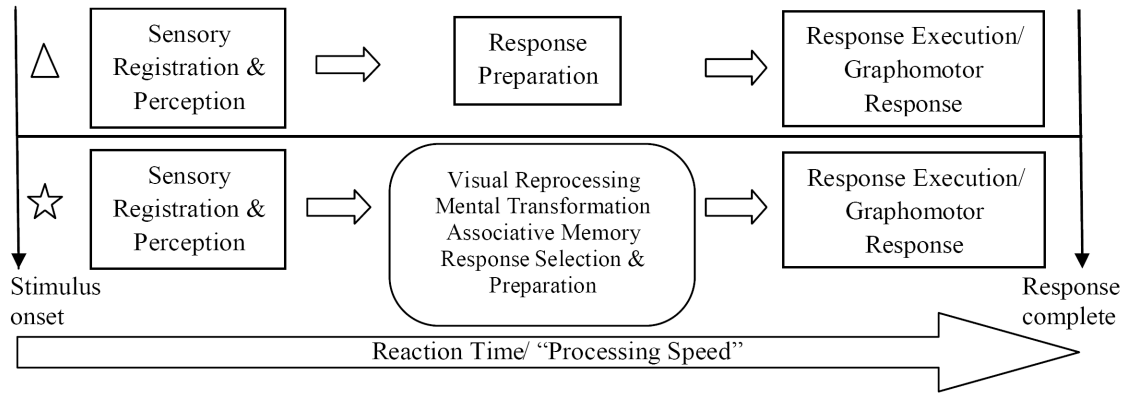 Sensory
Registration &
Perception
Response
Preparation
Response Execution/
Graphomotor
Response
Sensory
Registration &
Perception
Visual Reprocessing
Mental Transformation
Associative Memory
Response Selection &
Preparation
Response Execution/
Graphomotor
Response
Stimulus
onset
Response
complete
Reaction Time/ “Processing Speed”